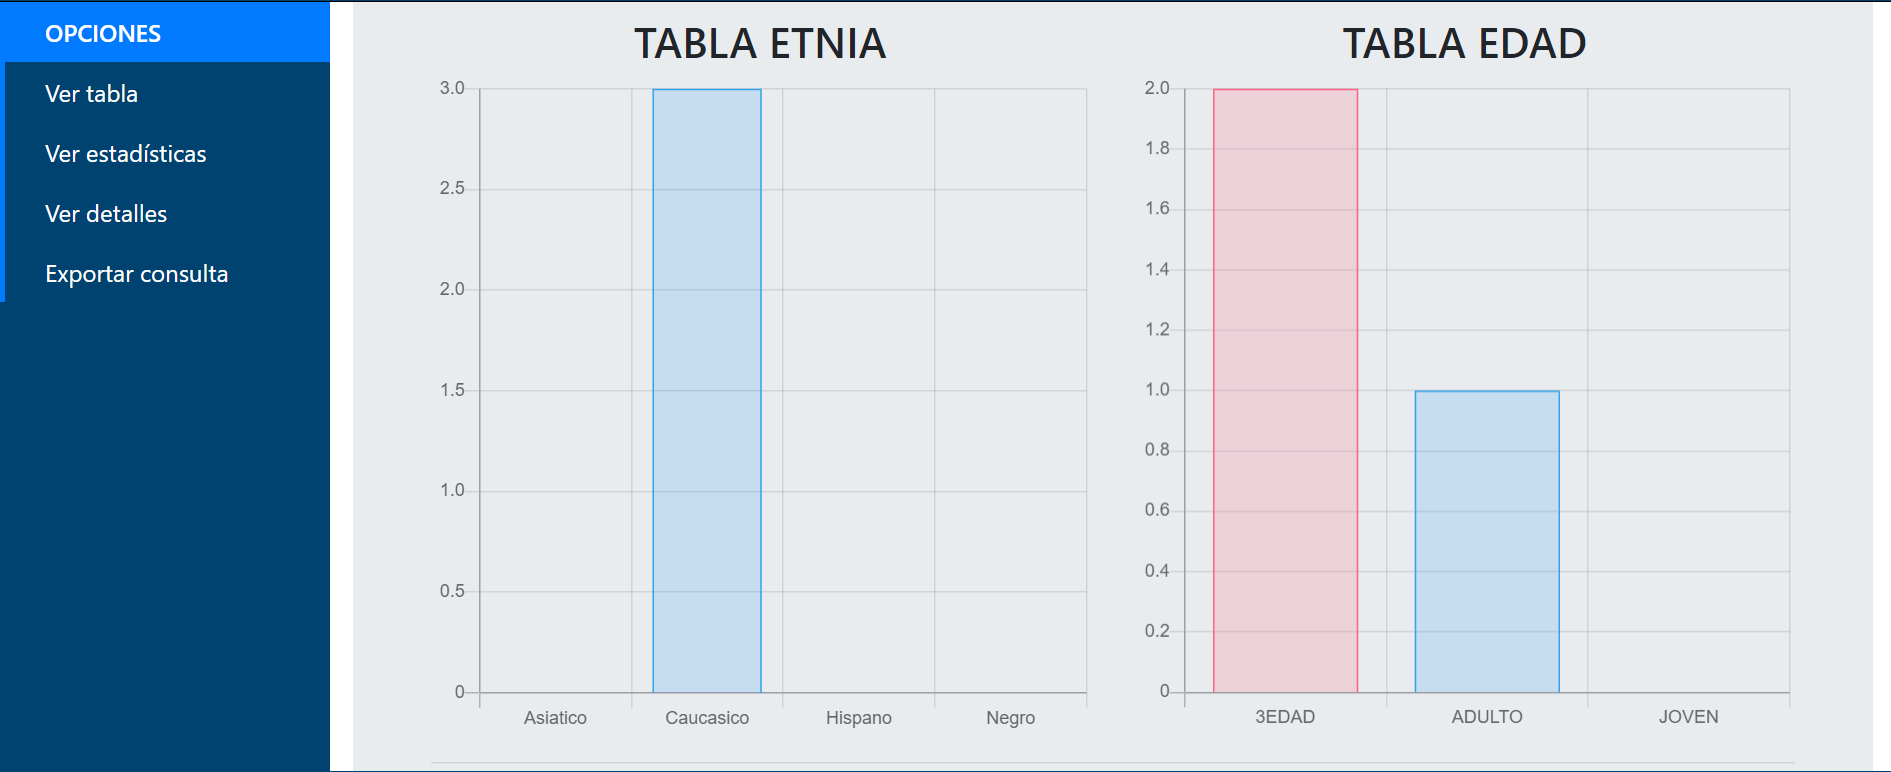 OPCIONES
Ver tabla
Ver estadísticas
Ver detalles
Exportar consulta
TABLA ETNIA
3.0
2.5
2.0
1.5
1.0
0.5
0
Asiatico Caucasico Hispano Negro
TABLA EDAD
2.0
1.8
1.6
1.4
1.2
1.0
0.8
0.6
0.4
0.2
0
3EDAD ADULTO JOVEN